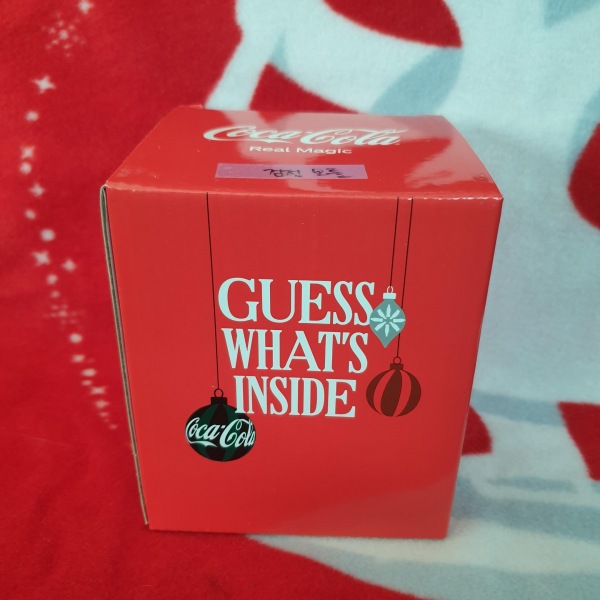 Coca-Cola
Real Magic
GUESS
WHAT'S
INSIDE
Coca-Cola